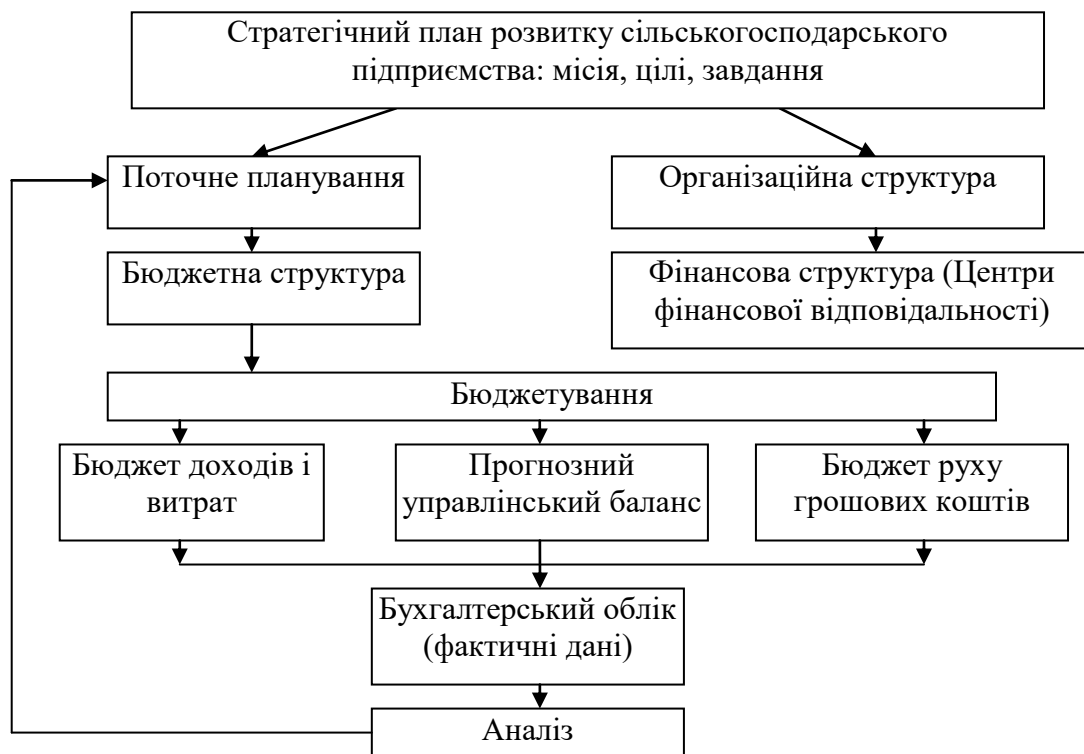 Стратегічний план розвитку сільськогосподарського
підприємства: місія, цілі, завдання
Поточне планування
Організаційна структура
Бюджетна структура
Фінансова структура (Центри
фінансової відповідальності)
Бюджетування
Бюджет доходів і
витрат
Прогнозний
управлінський баланс
Бюджет руху
грошових коштів
Бухгалтерський облік
(фактичні дані)
Аналіз